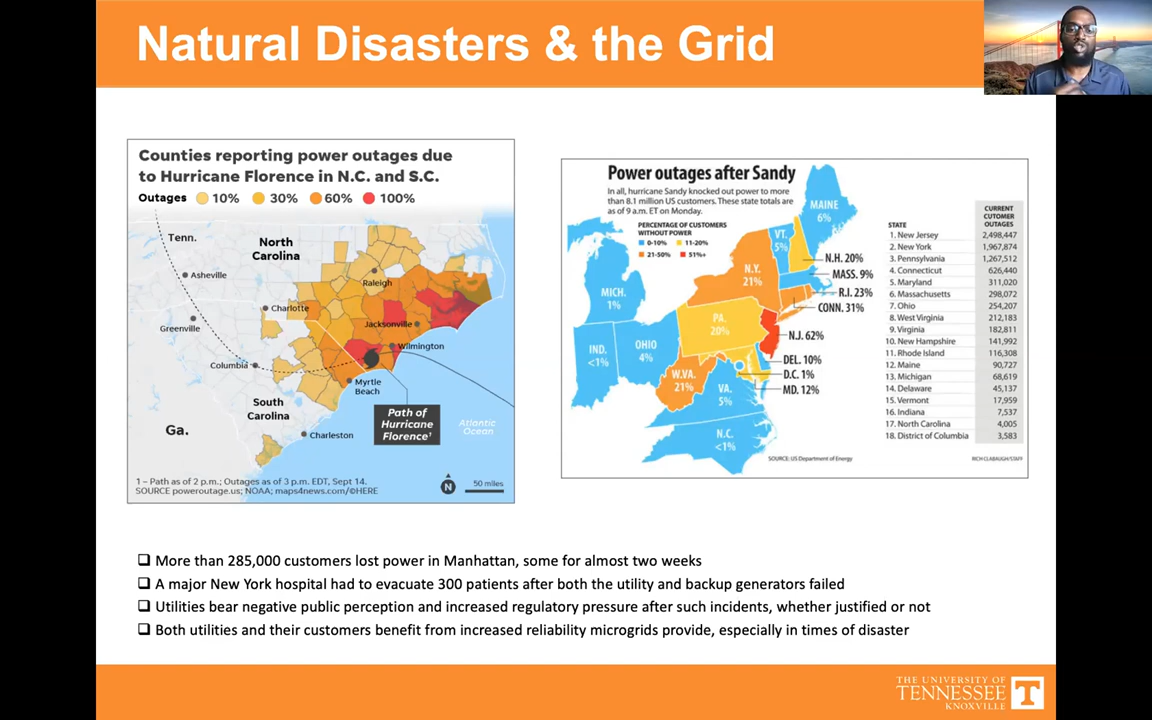 Natural Disasters & the Grid
Counties reporting power outages due
to Hurricane Florence in N.C. and S.C.
Outages 10% 30% 60% 100%
Tenn.
North
Carolina
Asheville
Raleigh
Charlotte
Greenville
Jacksonville
Wilmington
Columbia
Myrtle
Beach
South
Carolina
Path of
Hurricane
Florence¹
Atlantic
Ocean
Ga.
Charleston
1 – Path as of 2 p.m.; Outages as of 3 p.m. EDT, Sept 14.
SOURCE poweroutage.us; NOAA; maps4news.com/©HERE
N
50 miles
Power outages after Sandy
In all, hurricane Sandy knocked out power to more
than 8.1 million US customers. These state totals are
as of 9 a.m. ET on Monday.
PERCENTAGE OF CUSTOMERS
WITHOUT POWER
0-10% 11-20%
21-50% 51%+
MAINE
6%
VT.
5%
N.H. 20%
MASS. 9%
N.Y.
21%
R.I. 23%
CONN. 31%
MICH.
1%
PA.
20%
N.J. 62%
OHIO
4%
IND.
<1%
DEL. 10%
D.C. 1%
MD. 12%
W.VA.
21%
VA.
5%
N.C.
<1%
SOURCE: US Department of Energy
STATE
CURRENT
CUTOMER
OUTAGES
1. New Jersey 2,498,447
2. New York 1,967,874
3. Pennsylvania 1,267,512
4. Connecticut 626,440
5. Maryland 311,020
6. Massachusetts 298,072
7. Ohio 254,207
8. West Virginia 212,183
9. Virginia 182,811
10. New Hampshire 141,992
11. Rhode Island 116,308
12. Maine 90,727
13. Michigan 68,619
14. Delaware 45,137
15. Vermont 17,959
16. Indiana 7,537
17. North Carolina 4,005
18. District of Columbia 3,583
RICH CLABAUGH/STAFF
More than 285,000 customers lost power in Manhattan, some for almost two weeks
A major New York hospital had to evacuate 300 patients after both the utility and backup generators failed
Utilities bear negative public perception and increased regulatory pressure after such incidents, whether justified or not
Both utilities and their customers benefit from increased reliability microgrids provide, especially in times of disaster
THE UNIVERSITY OF
TENNESSEE
KNOXVILLE
T